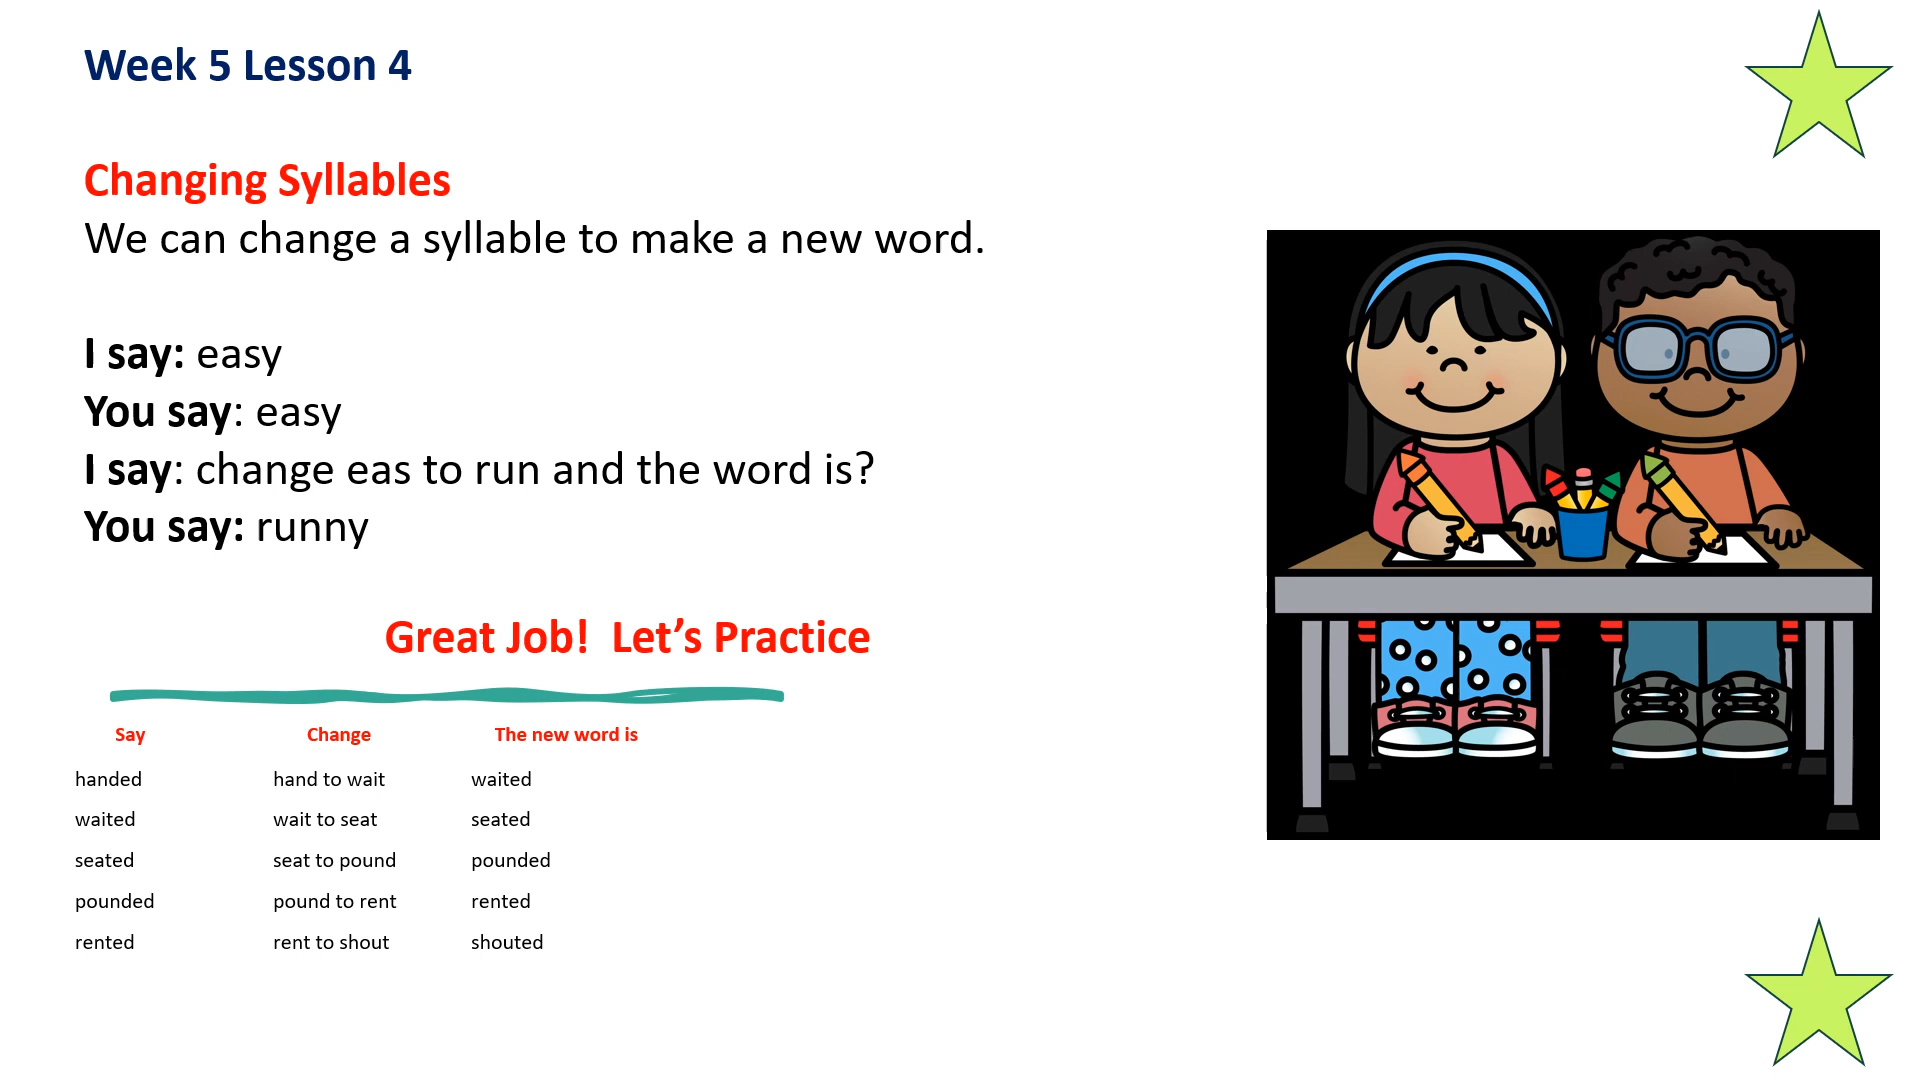 Week 5 Lesson 4
Changing Syllables
We can change a syllable to make a new word.
I say: easy
You say: easy
I say: change eas to run and the word is?
You say: runny
Great Job!  Let’s Practice
Say Change The new word is
handed hand to wait waited
waited wait to seat seated
seated seat to pound pounded
pounded pound to rent rented
rented rent to shout shouted